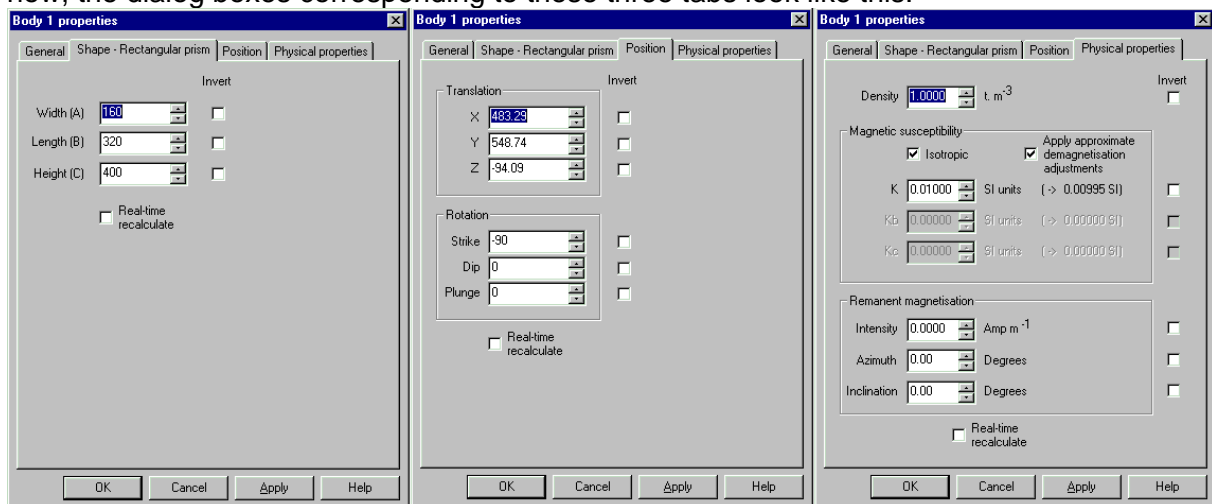 now, the dialog boxes corresponding to these three tabs look like this:
Body 1 properties
General Shape - Rectangular prism Position Physical properties
Invert
Width (A) 160
Length (B) 320
Height (C) 400
Real-time
recalculate
OK Cancel Apply Help
Body 1 properties
General Shape - Rectangular prism Position Physical properties
Invert
Translation
X 483.29
Y 548.74
Z -94.09
Rotation
Strike -90
Dip 0
Plunge 0
Real-time
recalculate
OK Cancel Apply Help
Body 1 properties
General Shape - Rectangular prism Position Physical properties
Invert
Density 1.0000 t. m-3
Magnetic susceptibility
Isotropic
Apply approximate
demagnetisation
adjustments
K 0.01000 SI units (-> 0.00995 SI)
Kb 0.00000 SI units (-> 0.00000 SI)
Kc 0.00000 SI units (-> 0.00000 SI)
Remanent magnetisation
Intensity 0.0000 Amp m -1
Azimuth 0.00 Degrees
Inclination 0.00 Degrees
Real-time
recalculate
OK Cancel Apply Help